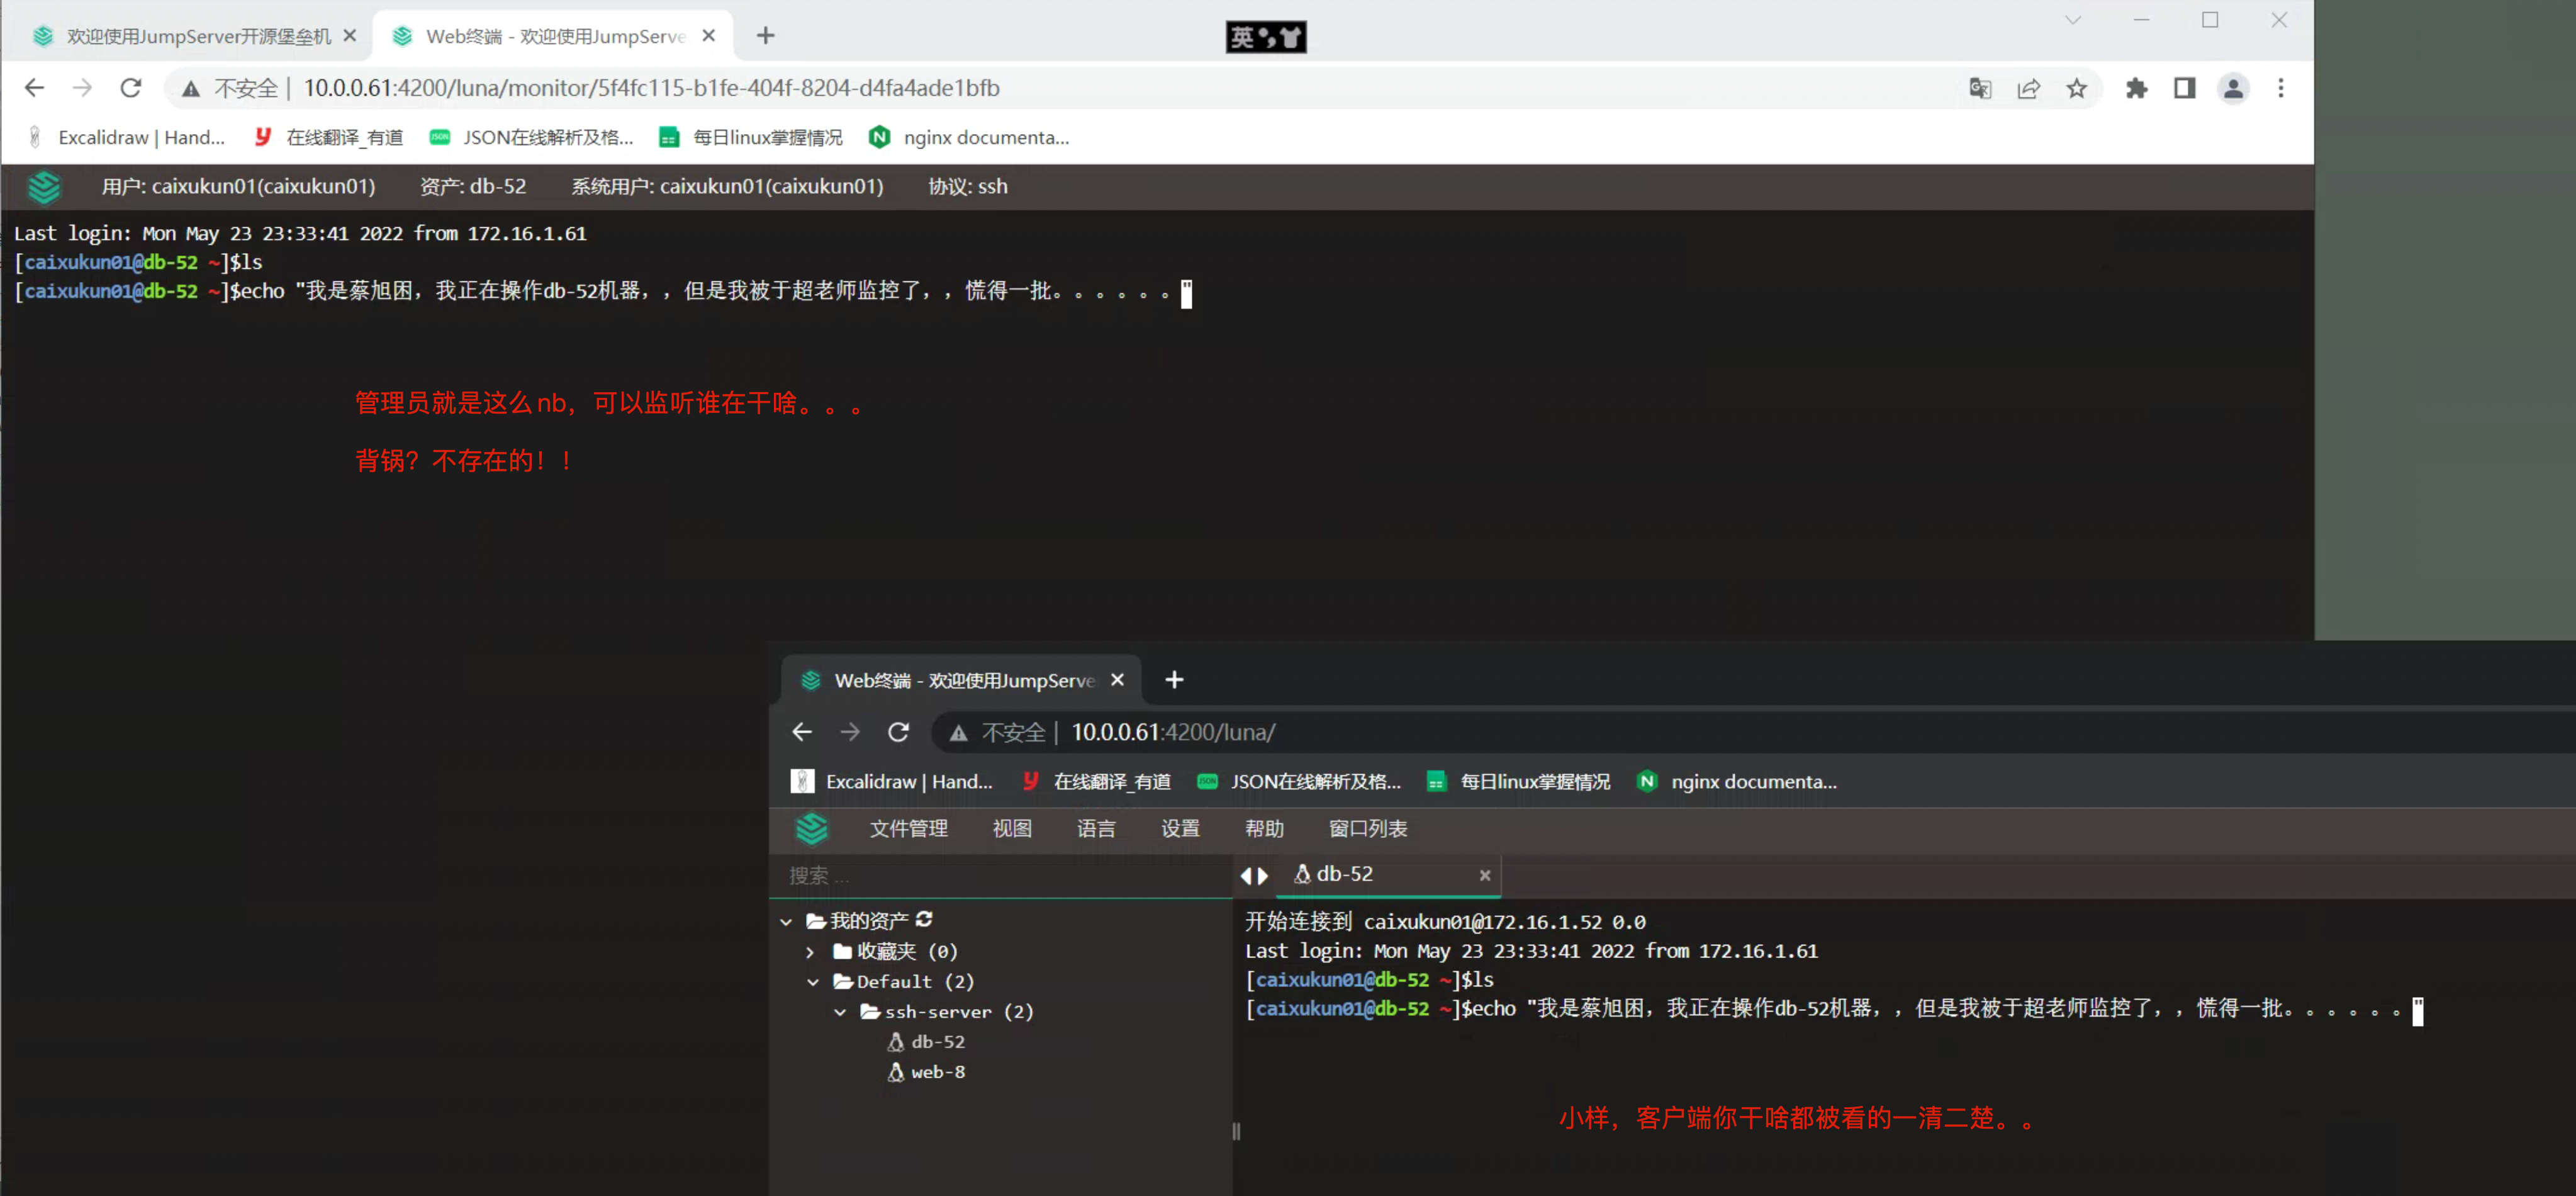 欢迎使用JumpServer开源堡垒机
Web终端 - 欢迎使用JumpServe
英
不安全 | 10.0.0.61:4200/luna/monitor/5f4fc115-b1fe-404f-8204-d4fa4ade1bfb
Excalidraw | Hand... 在线翻译_有道 JSON在线解析及格... 每日linux掌握情况 nginx documenta...
用户: caixukun01(caixukun01) 资产: db-52 系统用户: caixukun01(caixukun01) 协议: ssh
Last login: Mon May 23 23:33:41 2022 from 172.16.1.61
[caixukun01@db-52 ~]$ls
[caixukun01@db-52 ~]$echo "我是蔡旭困，我正在操作db-52机器，，但是我被于超老师监控了，，慌得一批。。。。。。"
管理员就是这么nb，可以监听谁在干啥。。。
背锅？不存在的！！
Web终端 - 欢迎使用JumpServe
不安全 | 10.0.0.61:4200/luna/
Excalidraw | Hand... 在线翻译_有道 JSON在线解析及格... 每日linux掌握情况 nginx documenta...
文件管理 视图 语言 设置 帮助 窗口列表
搜索 ...
db-52
我的资产
收藏夹 (0)
Default (2)
ssh-server (2)
db-52
web-8
开始连接到 caixukun01@172.16.1.52 0.0
Last login: Mon May 23 23:33:41 2022 from 172.16.1.61
[caixukun01@db-52 ~]$ls
[caixukun01@db-52 ~]$echo "我是蔡旭困，我正在操作db-52机器，，但是我被于超老师监控了，，慌得一批。。。。。。"
小样，客户端你干啥都被看的一清二楚。。